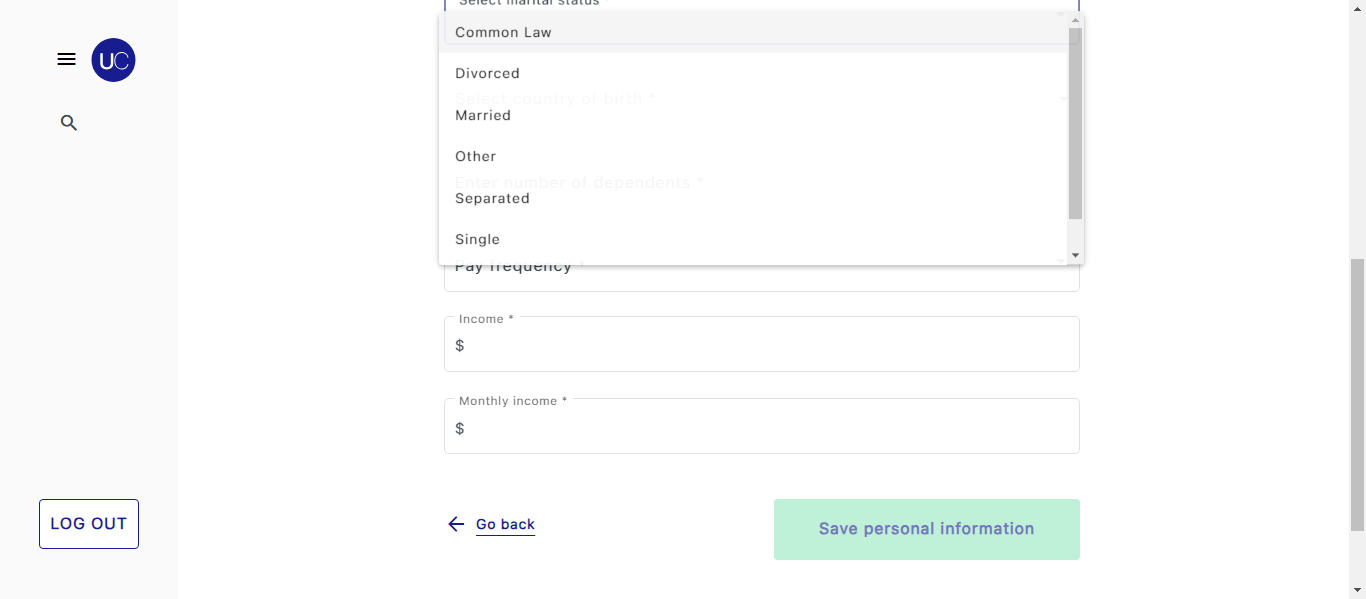 Select marital status
UC
Common Law
Divorced
Select country of birth *
Married
Other
Enter number of dependents *
Separated
Single
Pay frequency *
Income *
$
Monthly income *
$
LOG OUT
Go back
Save personal information